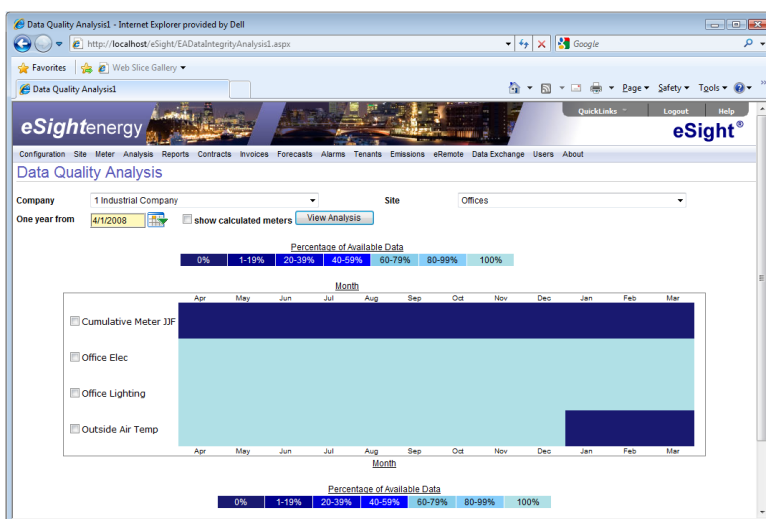 Data Quality Analysis1 - Internet Explorer provided by Dell
http://localhost/eSight/EADataIntegrityAnalysis1.aspx
Google
Favorites Web Slice Gallery
Data Quality Analysis1
Page Safety Tools
QuickLinks Logout Help
eSightenergy
eSight®
Configuration Site Meter Analysis Reports Contracts Invoices Forecasts Alarms Tenants Emissions eRemote Data Exchange Users About
Data Quality Analysis
Company 1 Industrial Company Site Offices
One year from 4/1/2008 show calculated meters View Analysis
Percentage of Available Data
0% 1-19% 20-39% 40-59% 60-79% 80-99% 100%
Month
Apr May Jun Jul Aug Sep Oct Nov Dec Jan Feb Mar
Cumulative Meter JJF
Office Elec
Office Lighting
Outside Air Temp
Apr May Jun Jul Aug Sep Oct Nov Dec Jan Feb Mar
Month
Percentage of Available Data
0% 1-19% 20-39% 40-59% 60-79% 80-99% 100%